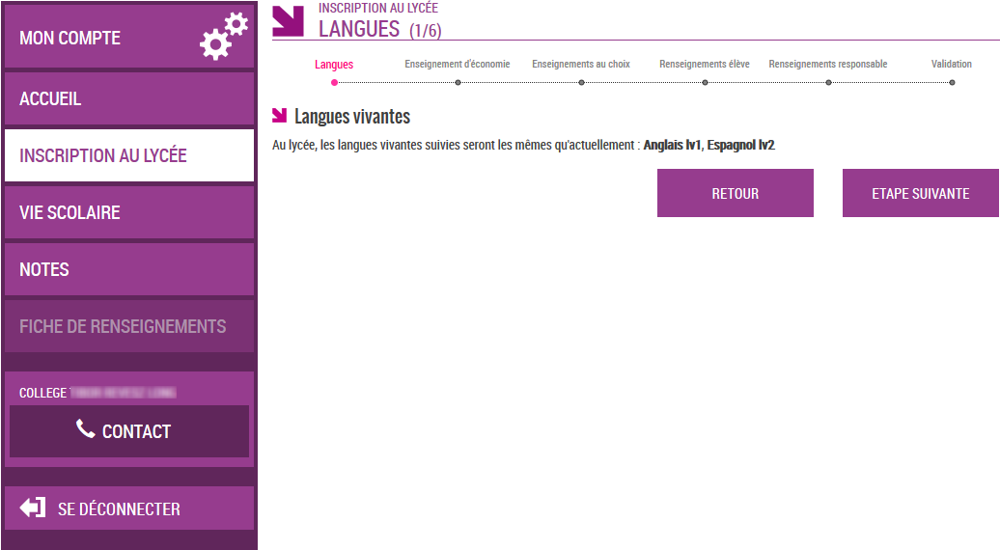 MON COMPTE
ACCUEIL
INSCRIPTION AU LYCÉE
VIE SCOLAIRE
NOTES
FICHE DE RENSEIGNEMENTS
COLLEGE
CONTACT
SE DÉCONNECTER
INSCRIPTION AU LYCÉE
LANGUES (1/6)
Langues Enseignement d'économie Enseignements au choix Renseignements élève Renseignements responsable Validation
Langues vivantes
Au lycée, les langues vivantes suivies seront les mêmes qu'actuellement : Anglais lv1, Espagnol lv2
RETOUR ETAPE SUIVANTE